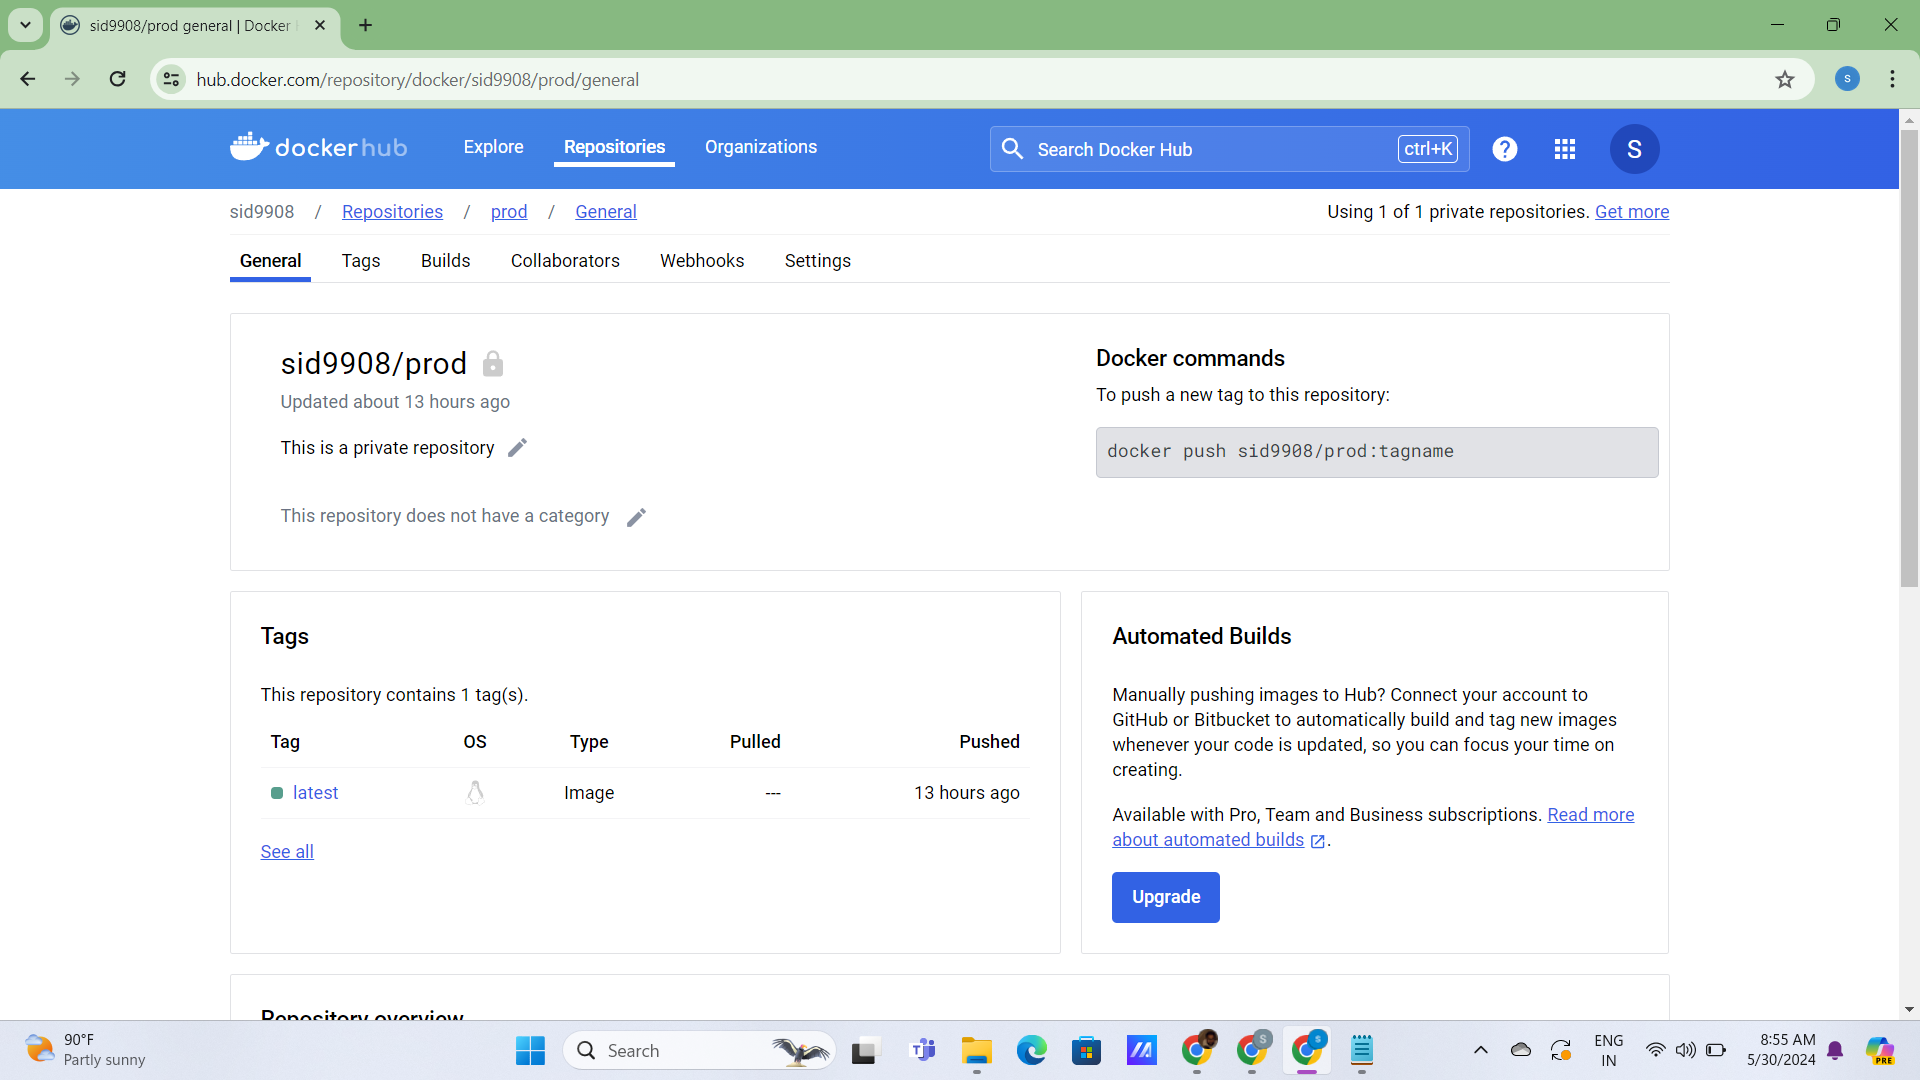 sid9908/prod general | Docker
hub.docker.com/repository/docker/sid9908/prod/general
S
dockerhub
Explore
Repositories
Organizations
Search Docker Hub
ctrl+K
?
S
sid9908 / Repositories / prod / General
Using 1 of 1 private repositories. Get more
General
Tags
Builds
Collaborators
Webhooks
Settings
sid9908/prod
Updated about 13 hours ago
This is a private repository
This repository does not have a category
Docker commands
To push a new tag to this repository:
docker push sid9908/prod:tagname
Tags
This repository contains 1 tag(s).
Tag OS Type Pulled Pushed
latest Image --- 13 hours ago
See all
Automated Builds
Manually pushing images to Hub? Connect your account to
GitHub or Bitbucket to automatically build and tag new images
whenever your code is updated, so you can focus your time on
creating.
Available with Pro, Team and Business subscriptions. Read more
about automated builds .
Upgrade
Repository overview
90°F
Partly sunny
Search
S
s
ENG
IN
8:55 AM
5/30/2024
PRE